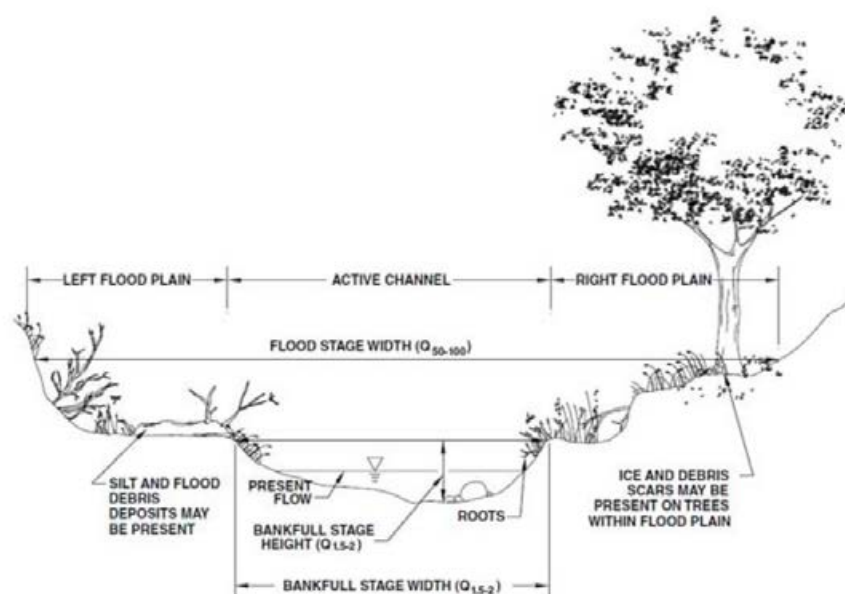 LEFT FLOOD PLAIN
ACTIVE CHANNEL
RIGHT FLOOD PLAIN
FLOOD STAGE WIDTH (Q50-100)
SILT AND FLOOD
DEBRIS
DEPOSITS MAY
BE PRESENT
PRESENT
FLOW
BANKFULL STAGE
HEIGHT (Q1.5-2)
ROOTS
ICE AND DEBRIS
SCARS MAY BE
PRESENT ON TREES
WITHIN FLOOD PLAIN
BANKFULL STAGE WIDTH (Q1.5-2)